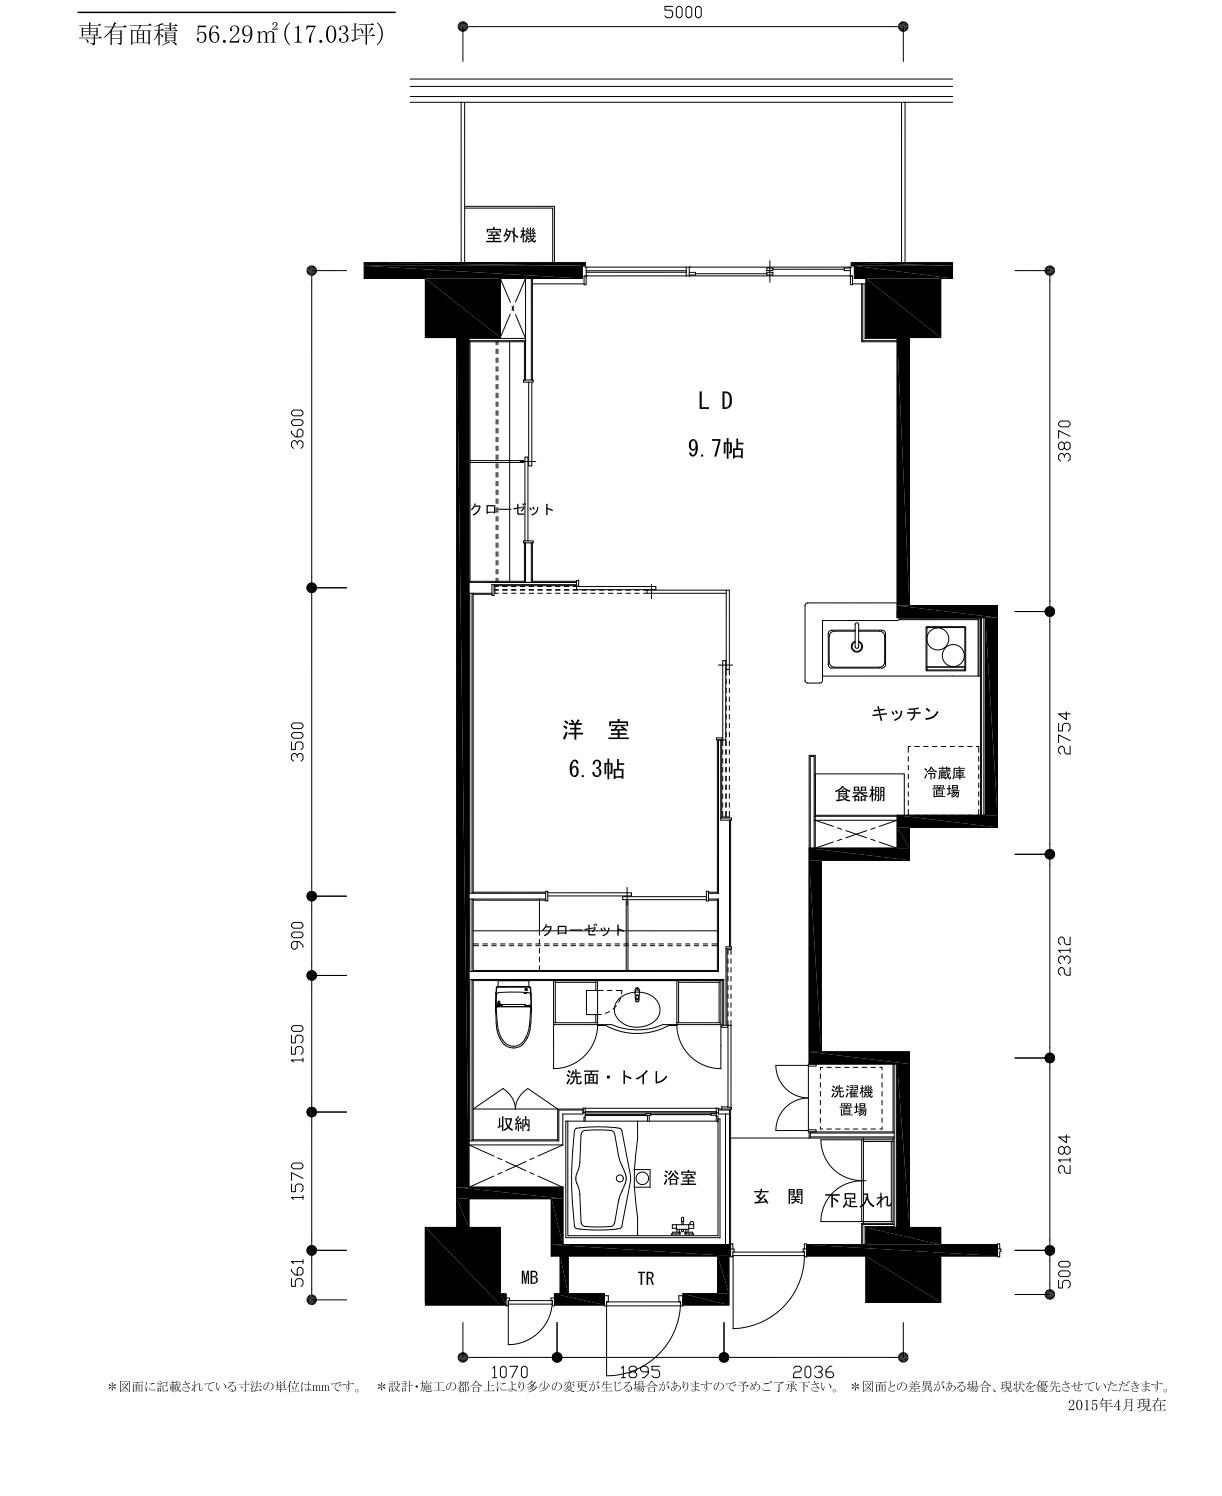 5000
専有面積 56.29㎡(17.03坪)
室外機
LD
9.7帖
3600
3870
クローゼット
洋 室
6.3帖
3500
キッチン
2754
冷蔵庫
置場
食器棚
クローゼット
900
2312
1550
洗面・トイレ
収納
洗濯機
置場
1570
2184
浴室
玄 関
下足入れ
561
MB
TR
500
1070
1895
2036
＊図面に記載されている寸法の単位はmmです。 ＊設計・施工の都合上により多少の変更が生じる場合がありますので予めご了承下さい。 ＊図面との差異がある場合、現状を優先させていただきます。
2015年4月現在